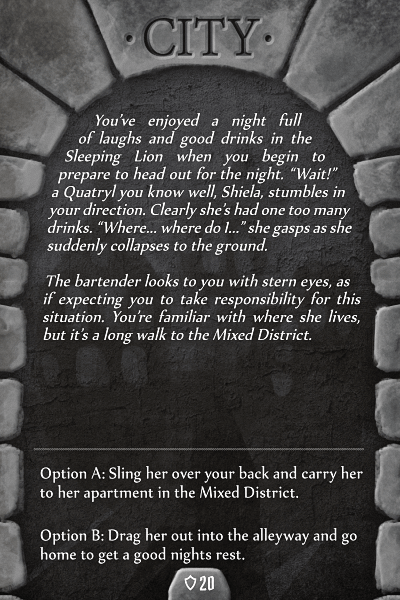 · CITY ·
You've enjoyed a night full
of laughs and good drinks in the
Sleeping Lion when you begin to
prepare to head out for the night. “Wait!”
a Quatryl you know well, Shiela, stumbles in
your direction. Clearly she's had one too many
drinks. “Where... where do I...” she gasps as she
suddenly collapses to the ground.
The bartender looks to you with stern eyes, as
if expecting you to take responsibility for this
situation. You're familiar with where she lives,
but it's a long walk to the Mixed District.
Option A: Sling her over your back and carry her
to her apartment in the Mixed District.
Option B: Drag her out into the alleyway and go
home to get a good nights rest.
20